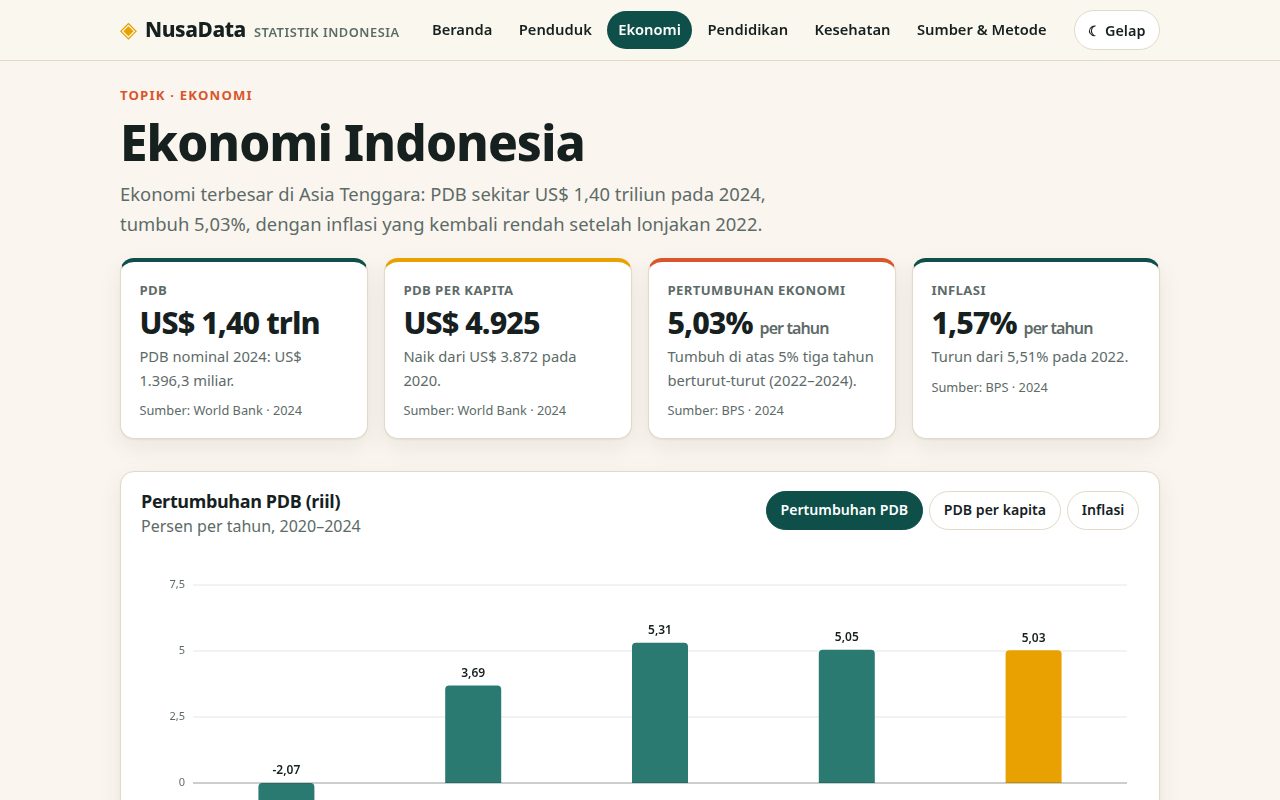 ◈ NusaData STATISTIK INDONESIA Beranda Penduduk Ekonomi Pendidikan Kesehatan Sumber & Metode ☾ Gelap
TOPIK · EKONOMI
Ekonomi Indonesia
Ekonomi terbesar di Asia Tenggara: PDB sekitar US$ 1,40 triliun pada 2024,
tumbuh 5,03%, dengan inflasi yang kembali rendah setelah lonjakan 2022.
PDB
US$ 1,40 trln
PDB nominal 2024: US$
1.396,3 miliar.
Sumber: World Bank · 2024
PDB PER KAPITA
US$ 4.925
Naik dari US$ 3.872 pada
2020.
Sumber: World Bank · 2024
PERTUMBUHAN EKONOMI
5,03% per tahun
Tumbuh di atas 5% tiga tahun
berturut-turut (2022–2024).
Sumber: BPS · 2024
INFLASI
1,57% per tahun
Turun dari 5,51% pada 2022.
Sumber: BPS · 2024
Pertumbuhan PDB (riil)
Persen per tahun, 2020–2024
Pertumbuhan PDB PDB per kapita Inflasi
7,5
5
2,5
0
-2,07
3,69
5,31
5,05
5,03